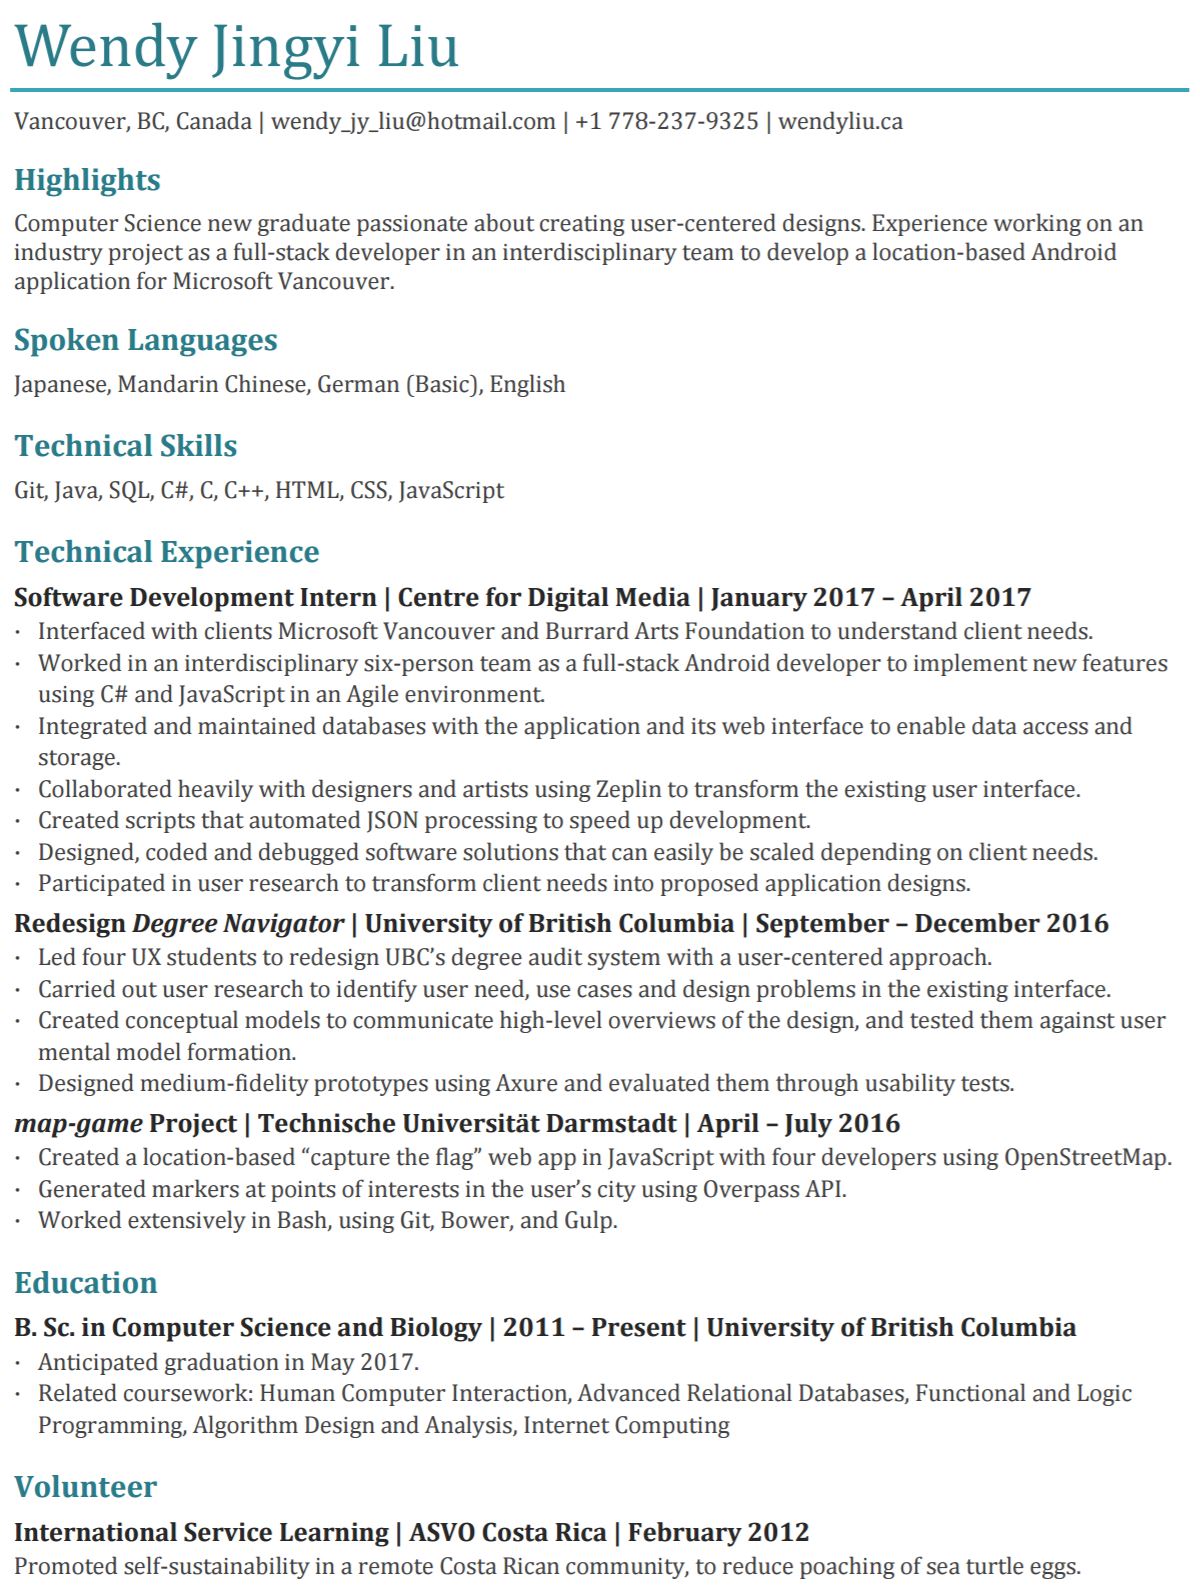 Wendy Jingyi Liu
Vancouver, BC, Canada | wendy_jy_liu@hotmail.com | +1 778-237-9325 | wendyliu.ca
Highlights
Computer Science new graduate passionate about creating user-centered designs. Experience working on an
industry project as a full-stack developer in an interdisciplinary team to develop a location-based Android
application for Microsoft Vancouver.
Spoken Languages
Japanese, Mandarin Chinese, German (Basic), English
Technical Skills
Git, Java, SQL, C#, C, C++, HTML, CSS, JavaScript
Technical Experience
Software Development Intern | Centre for Digital Media | January 2017 – April 2017
· Interfaced with clients Microsoft Vancouver and Burrard Arts Foundation to understand client needs.
· Worked in an interdisciplinary six-person team as a full-stack Android developer to implement new features
using C# and JavaScript in an Agile environment.
· Integrated and maintained databases with the application and its web interface to enable data access and
storage.
· Collaborated heavily with designers and artists using Zeplin to transform the existing user interface.
· Created scripts that automated JSON processing to speed up development.
· Designed, coded and debugged software solutions that can easily be scaled depending on client needs.
· Participated in user research to transform client needs into proposed application designs.
Redesign Degree Navigator | University of British Columbia | September – December 2016
· Led four UX students to redesign UBC’s degree audit system with a user-centered approach.
· Carried out user research to identify user need, use cases and design problems in the existing interface.
· Created conceptual models to communicate high-level overviews of the design, and tested them against user
mental model formation.
· Designed medium-fidelity prototypes using Axure and evaluated them through usability tests.
map-game Project | Technische Universität Darmstadt | April – July 2016
· Created a location-based “capture the flag” web app in JavaScript with four developers using OpenStreetMap.
· Generated markers at points of interests in the user’s city using Overpass API.
· Worked extensively in Bash, using Git, Bower, and Gulp.
Education
B. Sc. in Computer Science and Biology | 2011 – Present | University of British Columbia
· Anticipated graduation in May 2017.
· Related coursework: Human Computer Interaction, Advanced Relational Databases, Functional and Logic
Programming, Algorithm Design and Analysis, Internet Computing
Volunteer
International Service Learning | ASVO Costa Rica | February 2012
Promoted self-sustainability in a remote Costa Rican community, to reduce poaching of sea turtle eggs.